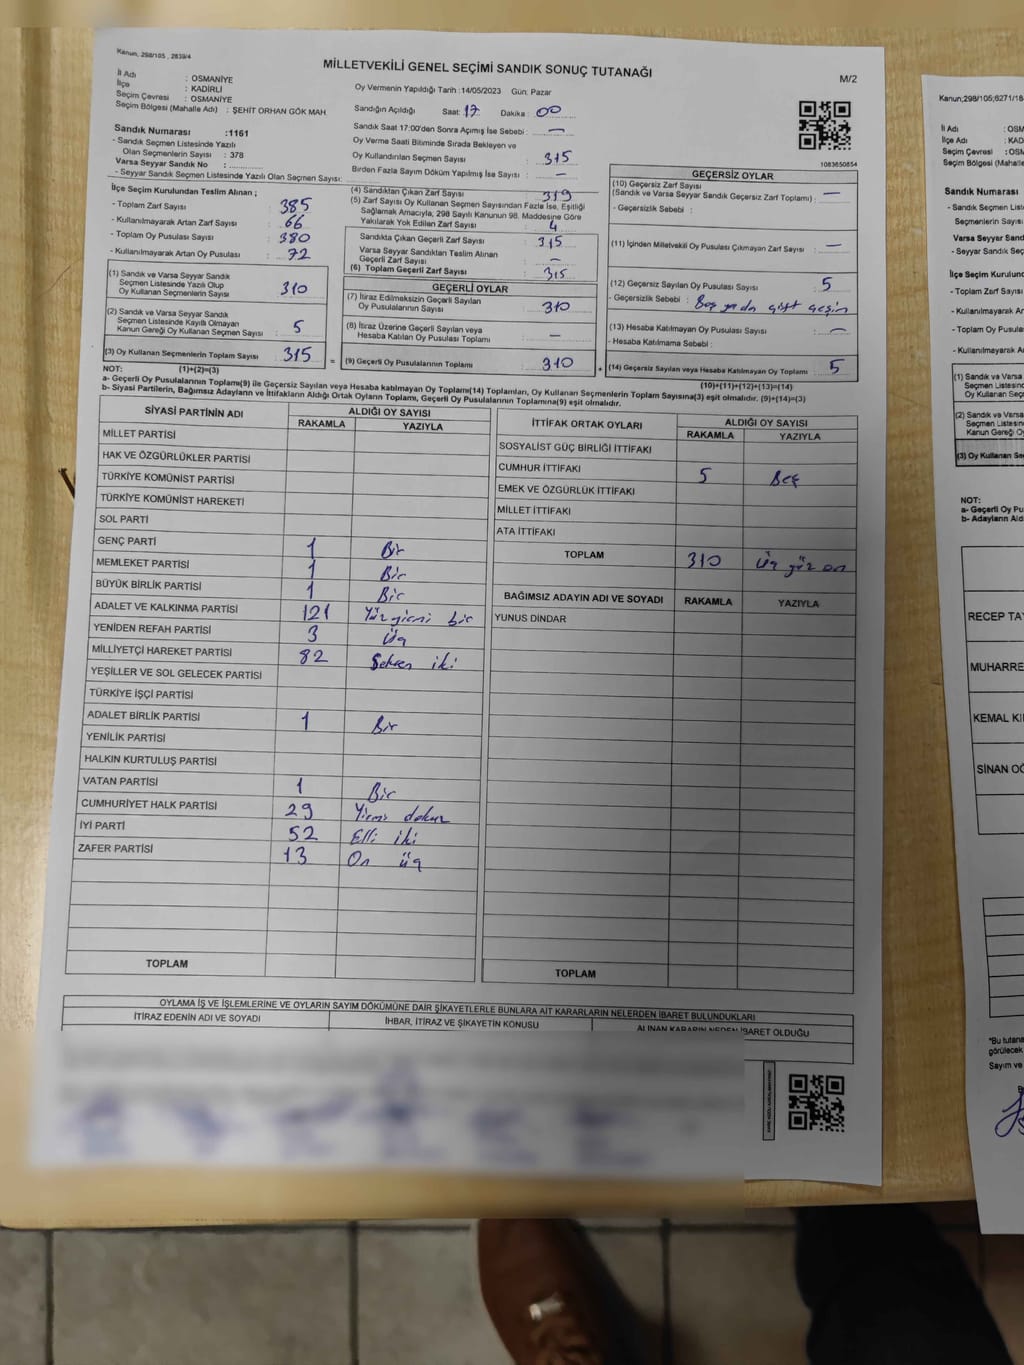 Kanun, 298/105 , 2839/4
MİLLETVEKİLİ GENEL SEÇİMİ SANDIK SONUÇ TUTANAĞI
M/2
İl Adı : OSMANİYE
İlçe : KADİRLİ
Seçim Çevresi : OSMANİYE
Seçim Bölgesi (Mahalle Adı) : ŞEHİT ORHAN GÖK MAH.
Oy Vermenin Yapıldığı Tarih :14/05/2023 Gün: Pazar
Sandığın Açıldığı Saat: 17 Dakika : 00
Sandık Saat 17:00'den Sonra Açımış İse Sebebi : —
Oy Verme Saati Bitiminde Sırada Bekleyen ve
Oy Kullandırılan Seçmen Sayısı : 315
Birden Fazla Sayım Döküm Yapılmış İse Sayısı : —
1083650854
Sandık Numarası :1161
- Sandık Seçmen Listesinde Yazılı
Olan Seçmenlerin Sayısı : 378
Varsa Seyyar Sandık No :
- Seyyar Sandık Seçmen Listesinde Yazılı Olan Seçmen Sayısı:
İlçe Seçim Kurulundan Teslim Alınan ;
- Toplam Zarf Sayısı : 385
- Kullanılmayarak Artan Zarf Sayısı : 66
- Toplam Oy Pusulası Sayısı : 380
- Kullanılmayarak Artan Oy Pusulası : 72
(1) Sandık ve Varsa Seyyar Sandık
Seçmen Listesinde Yazılı Olup
Oy Kullanan Seçmenlerin Sayısı : 310
(2) Sandık ve Varsa Seyyar Sandık
Seçmen Listesinde Kayıtlı Olmayan
Kanun Gereği Oy Kullanan Seçmen Sayısı : 5
(3) Oy Kullanan Seçmenlerin Toplam Sayısı : 315
(4) Sandıktan Çıkan Zarf Sayısı : 319
(5) Zarf Sayısı Oy Kullanan Seçmen Sayısından Fazla İse, Eşitliği
Sağlamak Amacıyla, 298 Sayılı Kanunun 98. Maddesine Göre
Yakılarak Yok Edilen Zarf Sayısı : 4
Sandıkta Çıkan Geçerli Zarf Sayısı : 315
Varsa Seyyar Sandıktan Teslim Alınan
Geçerli Zarf Sayısı : —
(6) Toplam Geçerli Zarf Sayısı : 315
GEÇERLİ OYLAR
(7) İtiraz Edilmeksizin Geçerli Sayılan
Oy Pusulalarının Sayısı : 310
(8) İtiraz Üzerine Geçerli Sayılan veya
Hesaba Katılan Oy Pusulası Toplamı : —
= (9) Geçerli Oy Pusulalarının Toplamı : 310 +
GEÇERSİZ OYLAR
(10) Geçersiz Zarf Sayısı
(Sandık ve Varsa Seyyar Sandık Geçersiz Zarf Toplamı) : —
- Geçersizlik Sebebi :
(11) İçinden Milletvekili Oy Pusulası Çıkmayan Zarf Sayısı : —
(12) Geçersiz Sayılan Oy Pusulası Sayısı : 5
- Geçersizlik Sebebi : Boş yada çift geçim
(13) Hesaba Katılmayan Oy Pusulası Sayısı : —
- Hesaba Katılmama Sebebi :
(14) Geçersiz Sayılan veya Hesaba Katılmayan Oy Toplamı : 5
NOT: (1)+(2)=(3)
(10)+(11)+(12)+(13)=(14)
a- Geçerli Oy Pusulalarının Toplamı(9) ile Geçersiz Sayılan veya Hesaba katılmayan Oy Toplamı(14) Toplamları, Oy Kullanan Seçmenlerin Toplam Sayısına(3) eşit olmalıdır. (9)+(14)=(3)
b- Siyasi Partilerin, Bağımsız Adayların ve İttifakların Aldığı Ortak Oyların Toplamı, Geçerli Oy Pusulalarının Toplamına(9) eşit olmalıdır.
SİYASİ PARTİNİN ADI ALDIĞI OY SAYISI
RAKAMLA YAZIYLA
MİLLET PARTİSİ
HAK VE ÖZGÜRLÜKLER PARTİSİ
TÜRKİYE KOMÜNİST PARTİSİ
TÜRKİYE KOMÜNİST HAREKETİ
SOL PARTİ
GENÇ PARTİ 1 Bir
MEMLEKET PARTİSİ 1 Bir
BÜYÜK BİRLİK PARTİSİ 1 Bir
ADALET VE KALKINMA PARTİSİ 121 Yüzyirmi bir
YENİDEN REFAH PARTİSİ 3 Üç
MİLLİYETÇİ HAREKET PARTİSİ 82 Seksen iki
YEŞİLLER VE SOL GELECEK PARTİSİ
TÜRKİYE İŞÇİ PARTİSİ
ADALET BİRLİK PARTİSİ 1 Bir
YENİLİK PARTİSİ
HALKIN KURTULUŞ PARTİSİ
VATAN PARTİSİ 1 Bir
CUMHURİYET HALK PARTİSİ 29 Yirmi dokuz
İYİ PARTİ 52 Elli iki
ZAFER PARTİSİ 13 On üç
TOPLAM
İTTİFAK ORTAK OYLARI ALDIĞI OY SAYISI
RAKAMLA YAZIYLA
SOSYALİST GÜÇ BİRLİĞİ İTTİFAKI
CUMHUR İTTİFAKI 5 Beş
EMEK VE ÖZGÜRLÜK İTTİFAKI
MİLLET İTTİFAKI
ATA İTTİFAKI
TOPLAM 310 Üç yüz on
BAĞIMSIZ ADAYIN ADI VE SOYADI RAKAMLA YAZIYLA
YUNUS DİNDAR
TOPLAM
OYLAMA İŞ VE İŞLEMLERİNE VE OYLARIN SAYIM DÖKÜMÜNE DAİR ŞİKAYETLERLE BUNLARA AİT KARARLARIN NELERDEN İBARET BULUNDUKLARI
İTİRAZ EDENİN ADI VE SOYADI İHBAR, İTİRAZ VE ŞİKAYETİN KONUSU ALINAN KARARIN NEDEN İBARET OLDUĞU
Kanun;298/105;6271/18
İl Adı : OSM
İlçe Adı : KAD
Seçim Çevresi : OSM
Seçim Bölgesi (Mahalle
Sandık Numarası
- Sandık Seçmen List
Seçmenlerin Sayısı
Varsa Seyyar Sandık
- Seyyar Sandık Seç
İlçe Seçim Kurulund
- Toplam Zarf Sayısı
- Kullanılmayarak Ar
- Toplam Oy Pusula
- Kullanılmayarak
(1) Sandık ve Varsa
Seçmen Listesin
Oy Kullanan Seç
(2) Sandık ve Varsa
Seçmen Listesin
Kanun Gereği O
(3) Oy Kullanan Se
NOT:
a- Geçerli Oy Pu
b- Adayların Ald
RECEP TA
MUHARRE
KEMAL KI
SİNAN OĞ
*Bu tutana
görülecek
Sayım ve